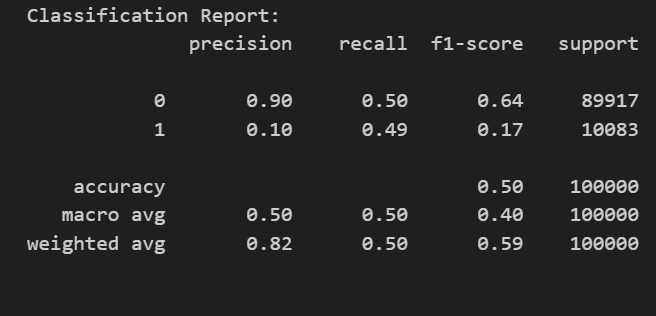 Classification Report:
precision recall f1-score support
0 0.90 0.50 0.64 89917
1 0.10 0.49 0.17 10083
accuracy 0.50 100000
macro avg 0.50 0.50 0.40 100000
weighted avg 0.82 0.50 0.59 100000